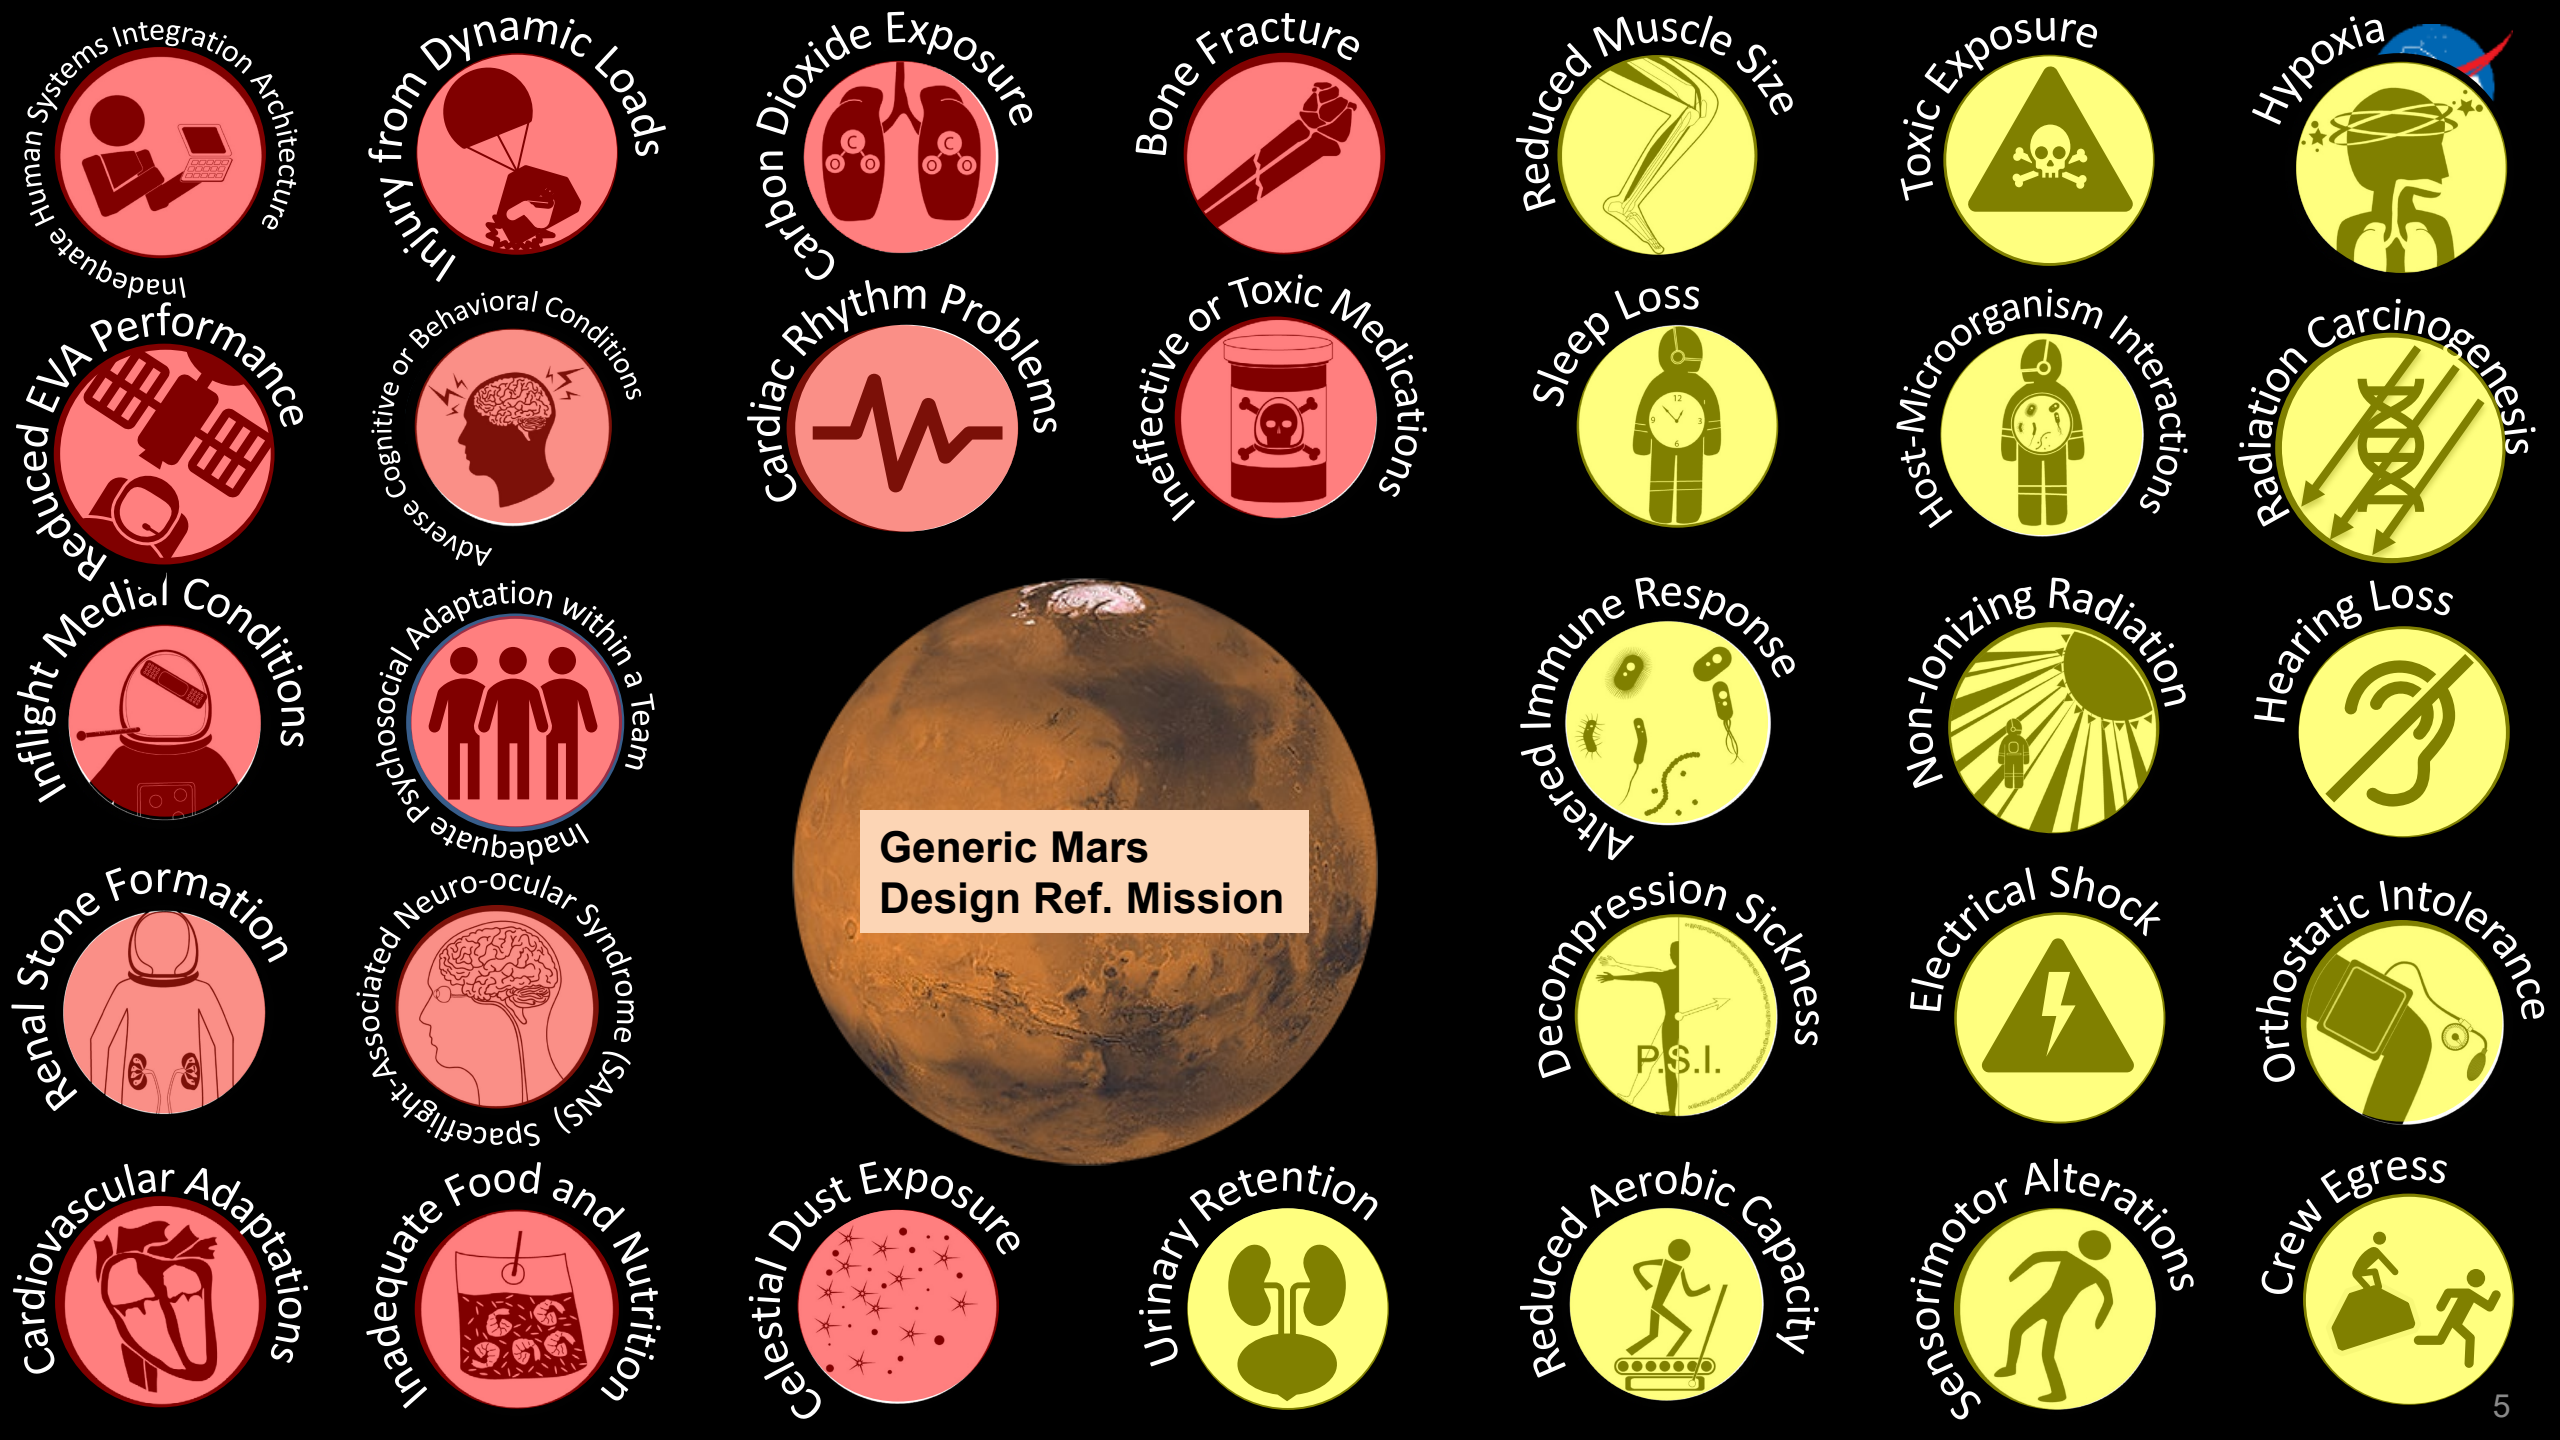 Inadequate Human Systems Integration Architecture
Injury from Dynamic Loads
Carbon Dioxide Exposure
C
O
O
C
O
O
Bone Fracture
Reduced Muscle Size
Toxic Exposure
Hypoxia
Reduced EVA Performance
Adverse Cognitive or Behavioral Conditions
Cardiac Rhythm Problems
Ineffective or Toxic Medications
Sleep Loss
12
9
3
6
Host-Microorganism Interactions
Radiation Carcinogenesis
Inflight Medial Conditions
Inadequate Psychosocial Adaptation within a Team
Generic Mars
Design Ref. Mission
Altered Immune Response
Non-Ionizing Radiation
Hearing Loss
Renal Stone Formation
Spaceflight-Associated Neuro-ocular Syndrome (SANS)
Decompression Sickness
P.S.I.
Electrical Shock
Orthostatic Intolerance
Cardiovascular Adaptations
Inadequate Food and Nutrition
Celestial Dust Exposure
Urinary Retention
Reduced Aerobic Capacity
Sensorimotor Alterations
Crew Egress
5